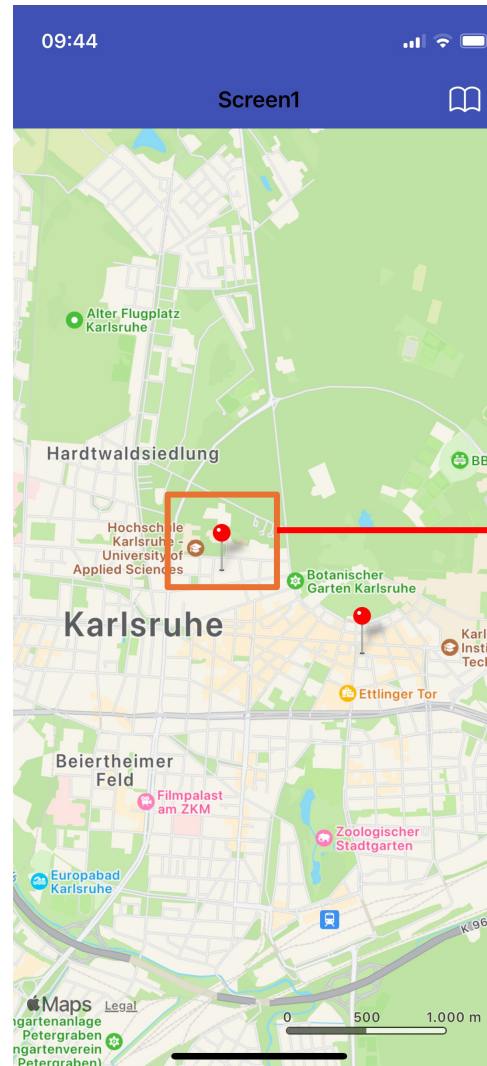 09:44
Screen1
Alter Flugplatz
Karlsruhe
Hardtwaldsiedlung
BB
Hochschule
Karlsruhe -
University of
Applied Sciences
Botanischer
Garten Karlsruhe
Karlsruhe
Karl
Insti
Tech
Ettlinger Tor
Beiertheimer
Feld
Filmpalast
am ZKM
Zoologischer
Stadtgarten
Europabad
Karlsruhe
K 96
Maps Legal
ngartenanlage
Petergraben
ngartenverein
Petergraben)
0 500 1.000 m